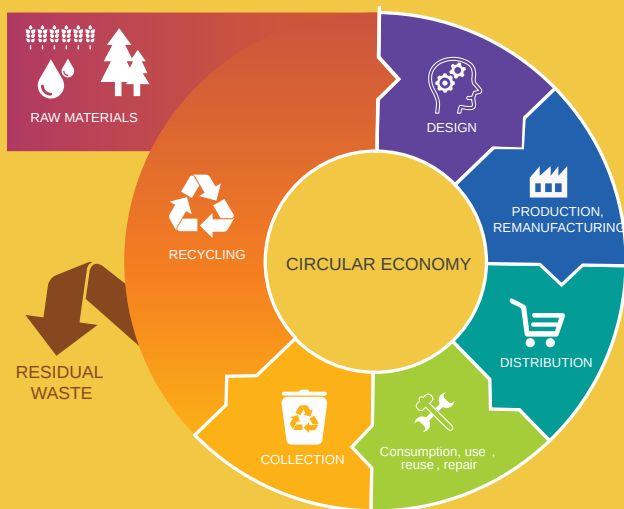 RAW MATERIALS
DESIGN
PRODUCTION,
REMANUFACTURING
DISTRIBUTION
Consumption, use ,
reuse , repair
COLLECTION
RECYCLING
RESIDUAL
WASTE
CIRCULAR ECONOMY